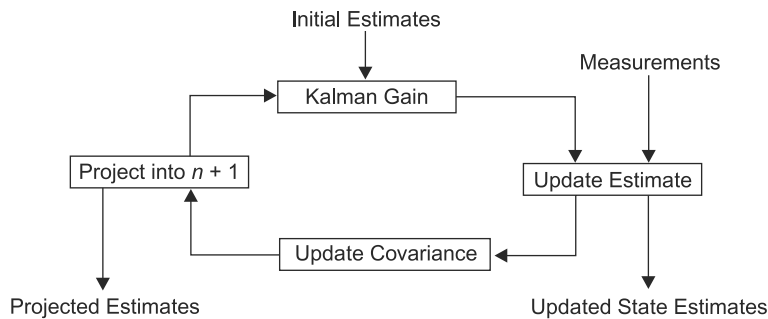 Initial Estimates
Measurements
Kalman Gain
Project into n + 1
Update Estimate
Update Covariance
Projected Estimates
Updated State Estimates